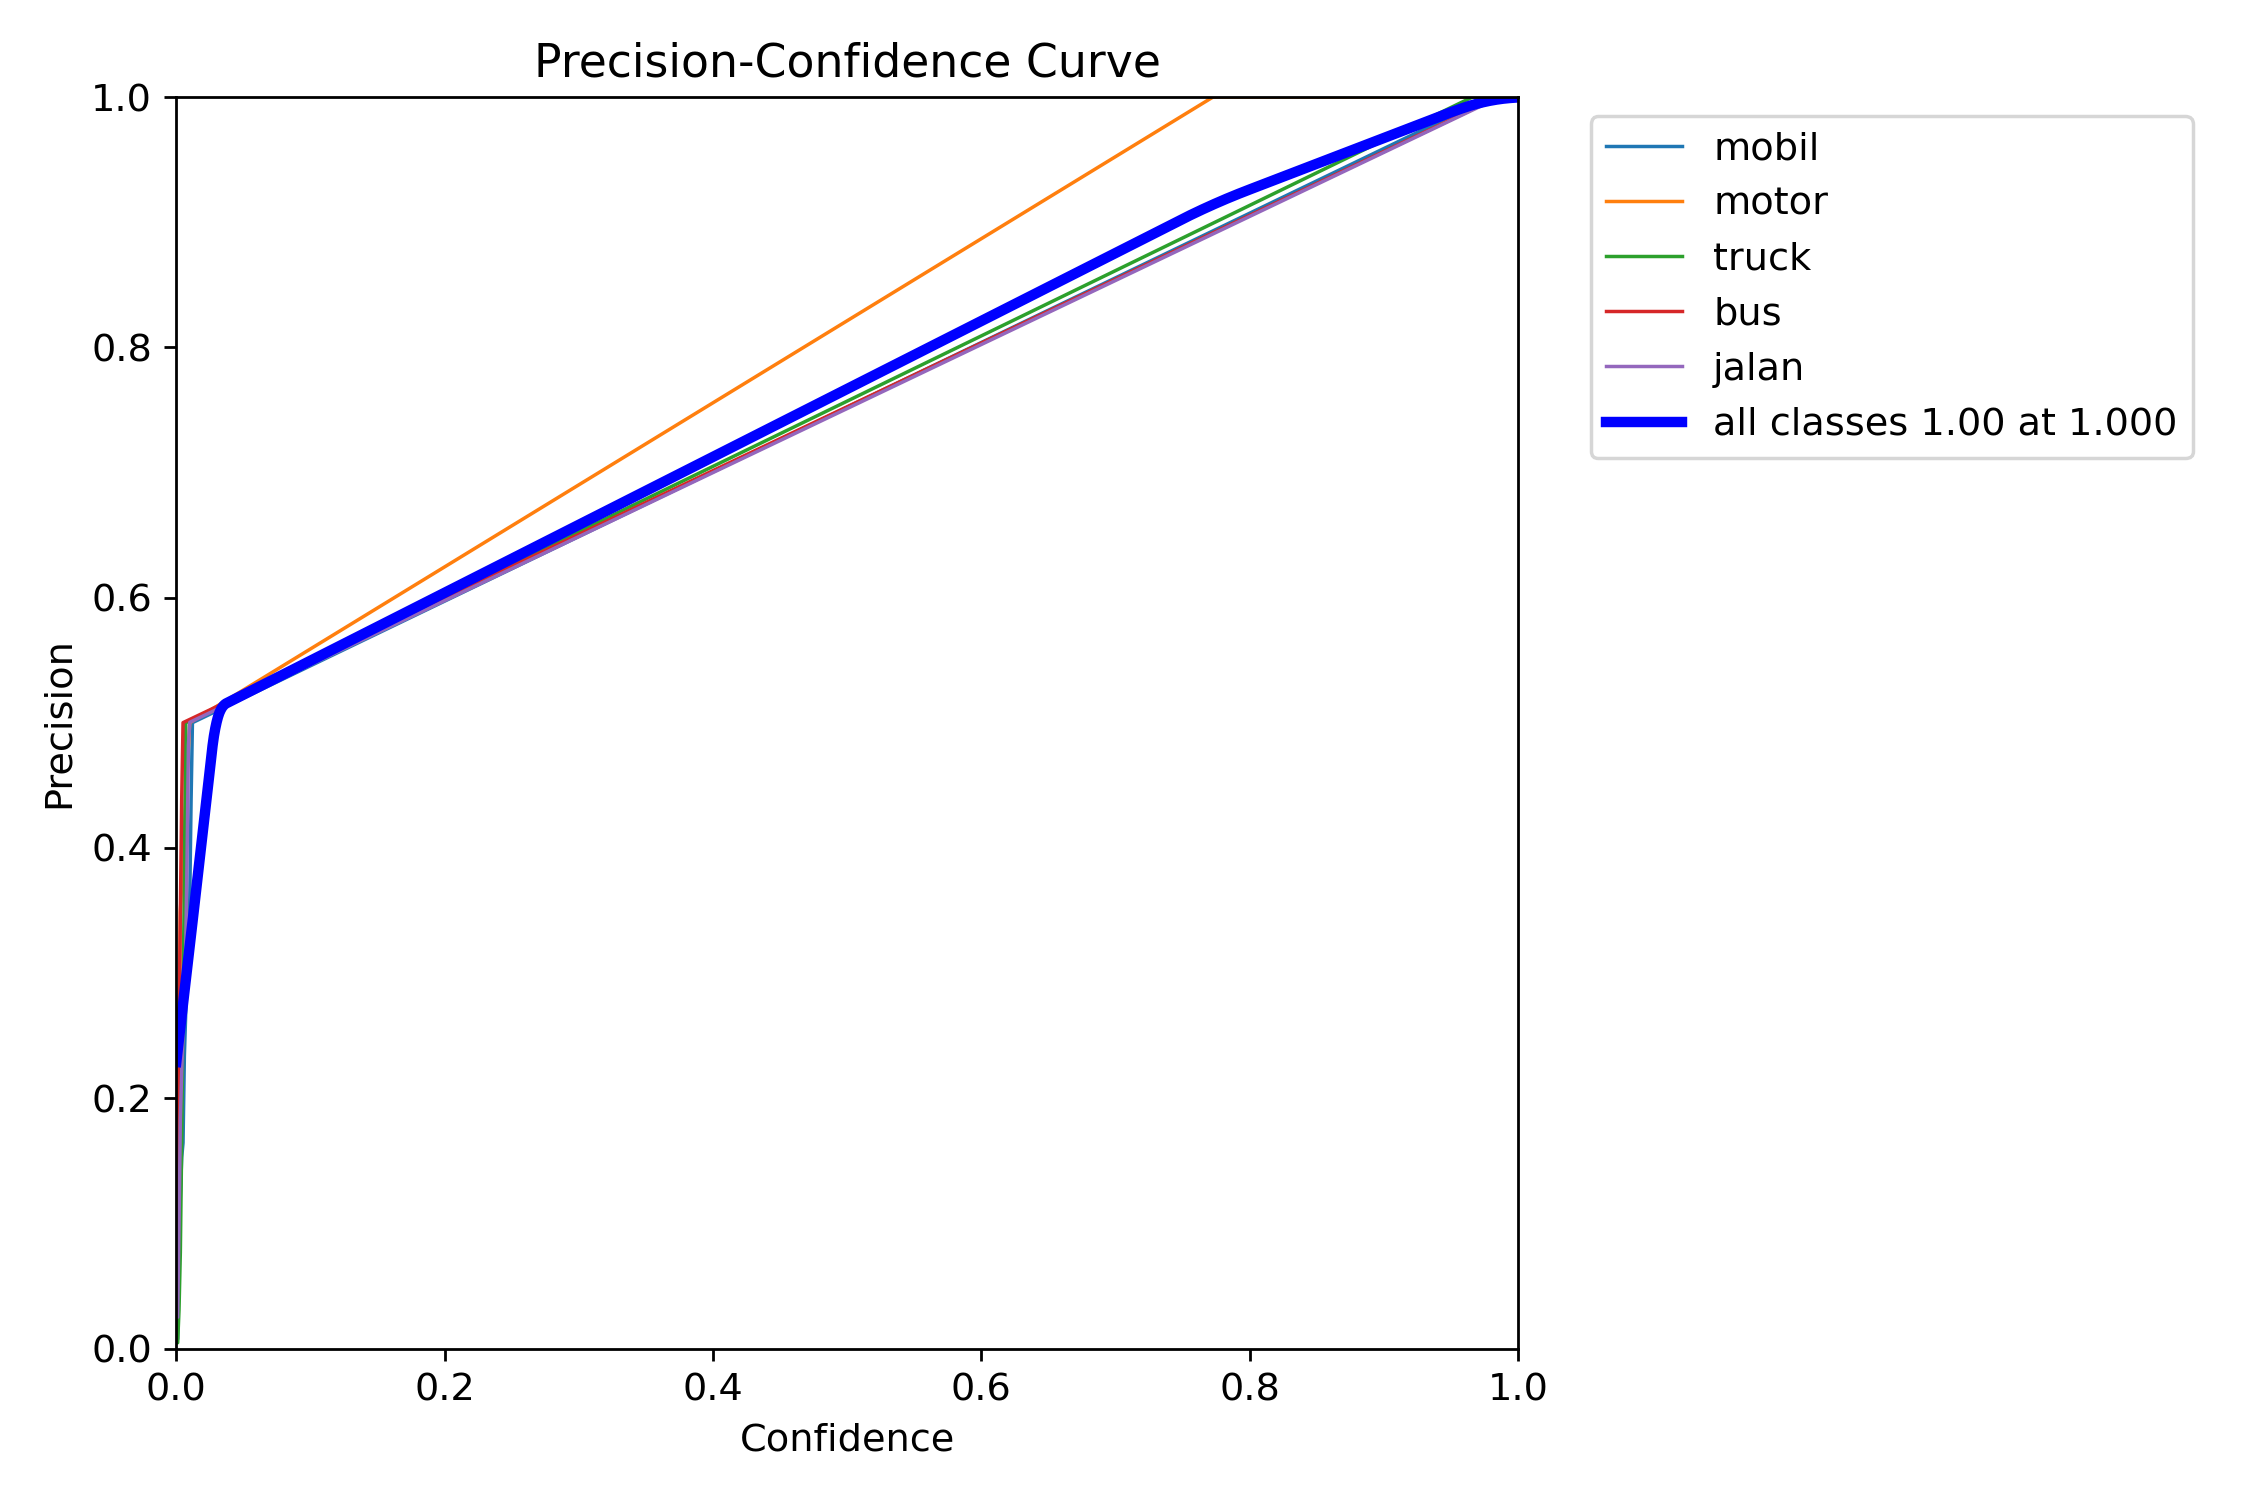 Precision-Confidence Curve
1.0
0.8
0.6
0.4
0.2
0.0
Precision
0.0 0.2 0.4 0.6 0.8 1.0
Confidence
mobil
motor
truck
bus
jalan
all classes 1.00 at 1.000